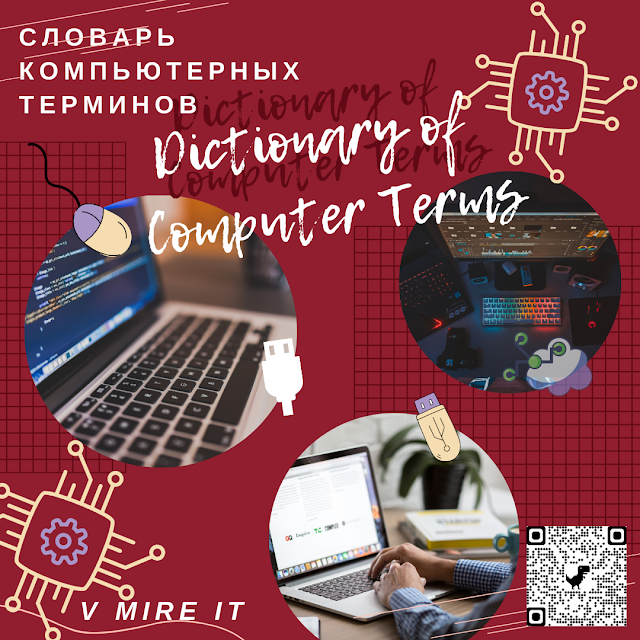 СЛОВАРЬ
КОМПЬЮТЕРНЫХ
ТЕРМИНОВ
Dictionary of
Computer Terms
V MIRE IT